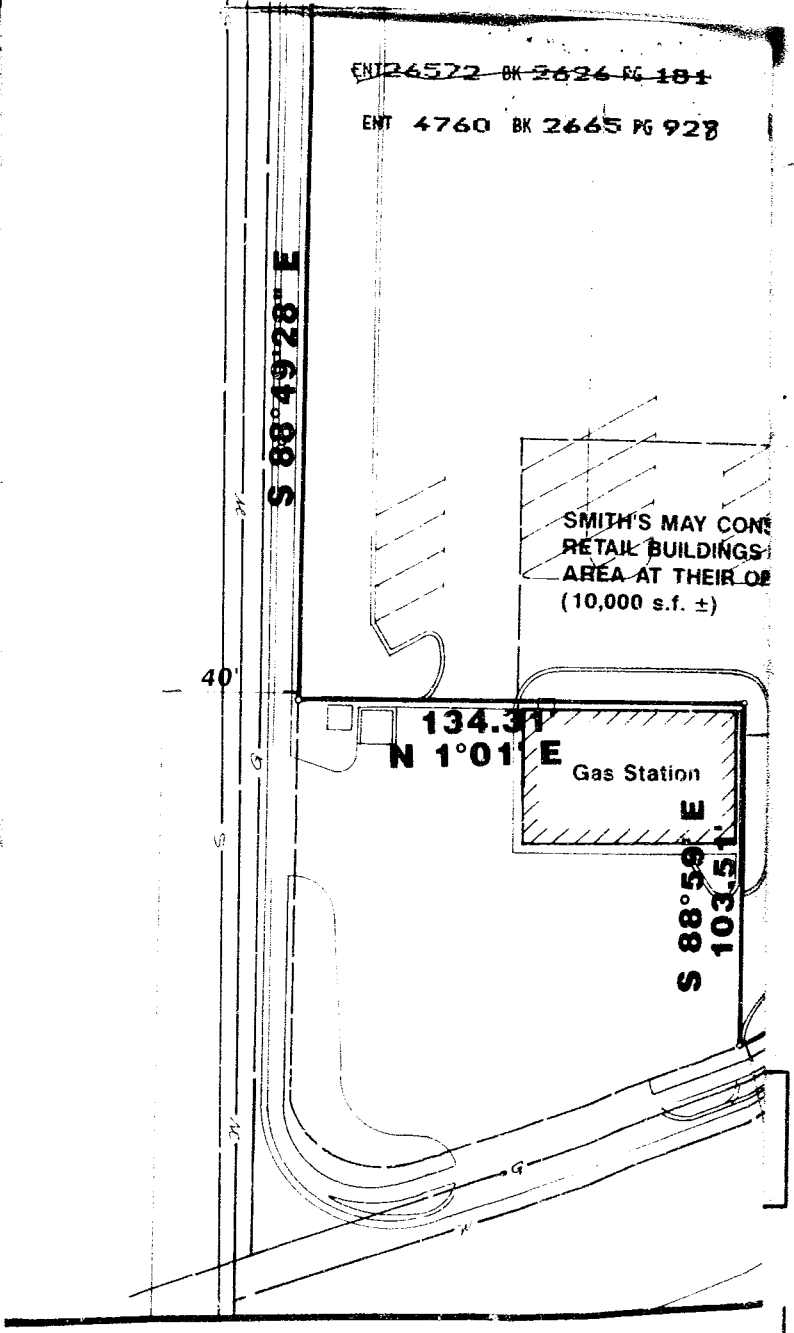 ENT 26572 BK 2626 PG 181
ENT 4760 BK 2665 PG 928
S 88°49'28" E
SMITH'S MAY CONS
RETAIL BUILDINGS
AREA AT THEIR OP
(10,000 s.f. ±)
40'
134.31'
N 1°01' E
Gas Station
S 88°59' E
103.51'
W
G
S
W
G
W